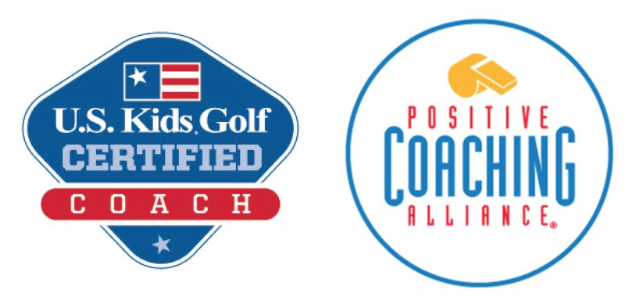 U.S. Kids Golf
CERTIFIED
COACH
POSITIVE
COACHING
ALLIANCE®